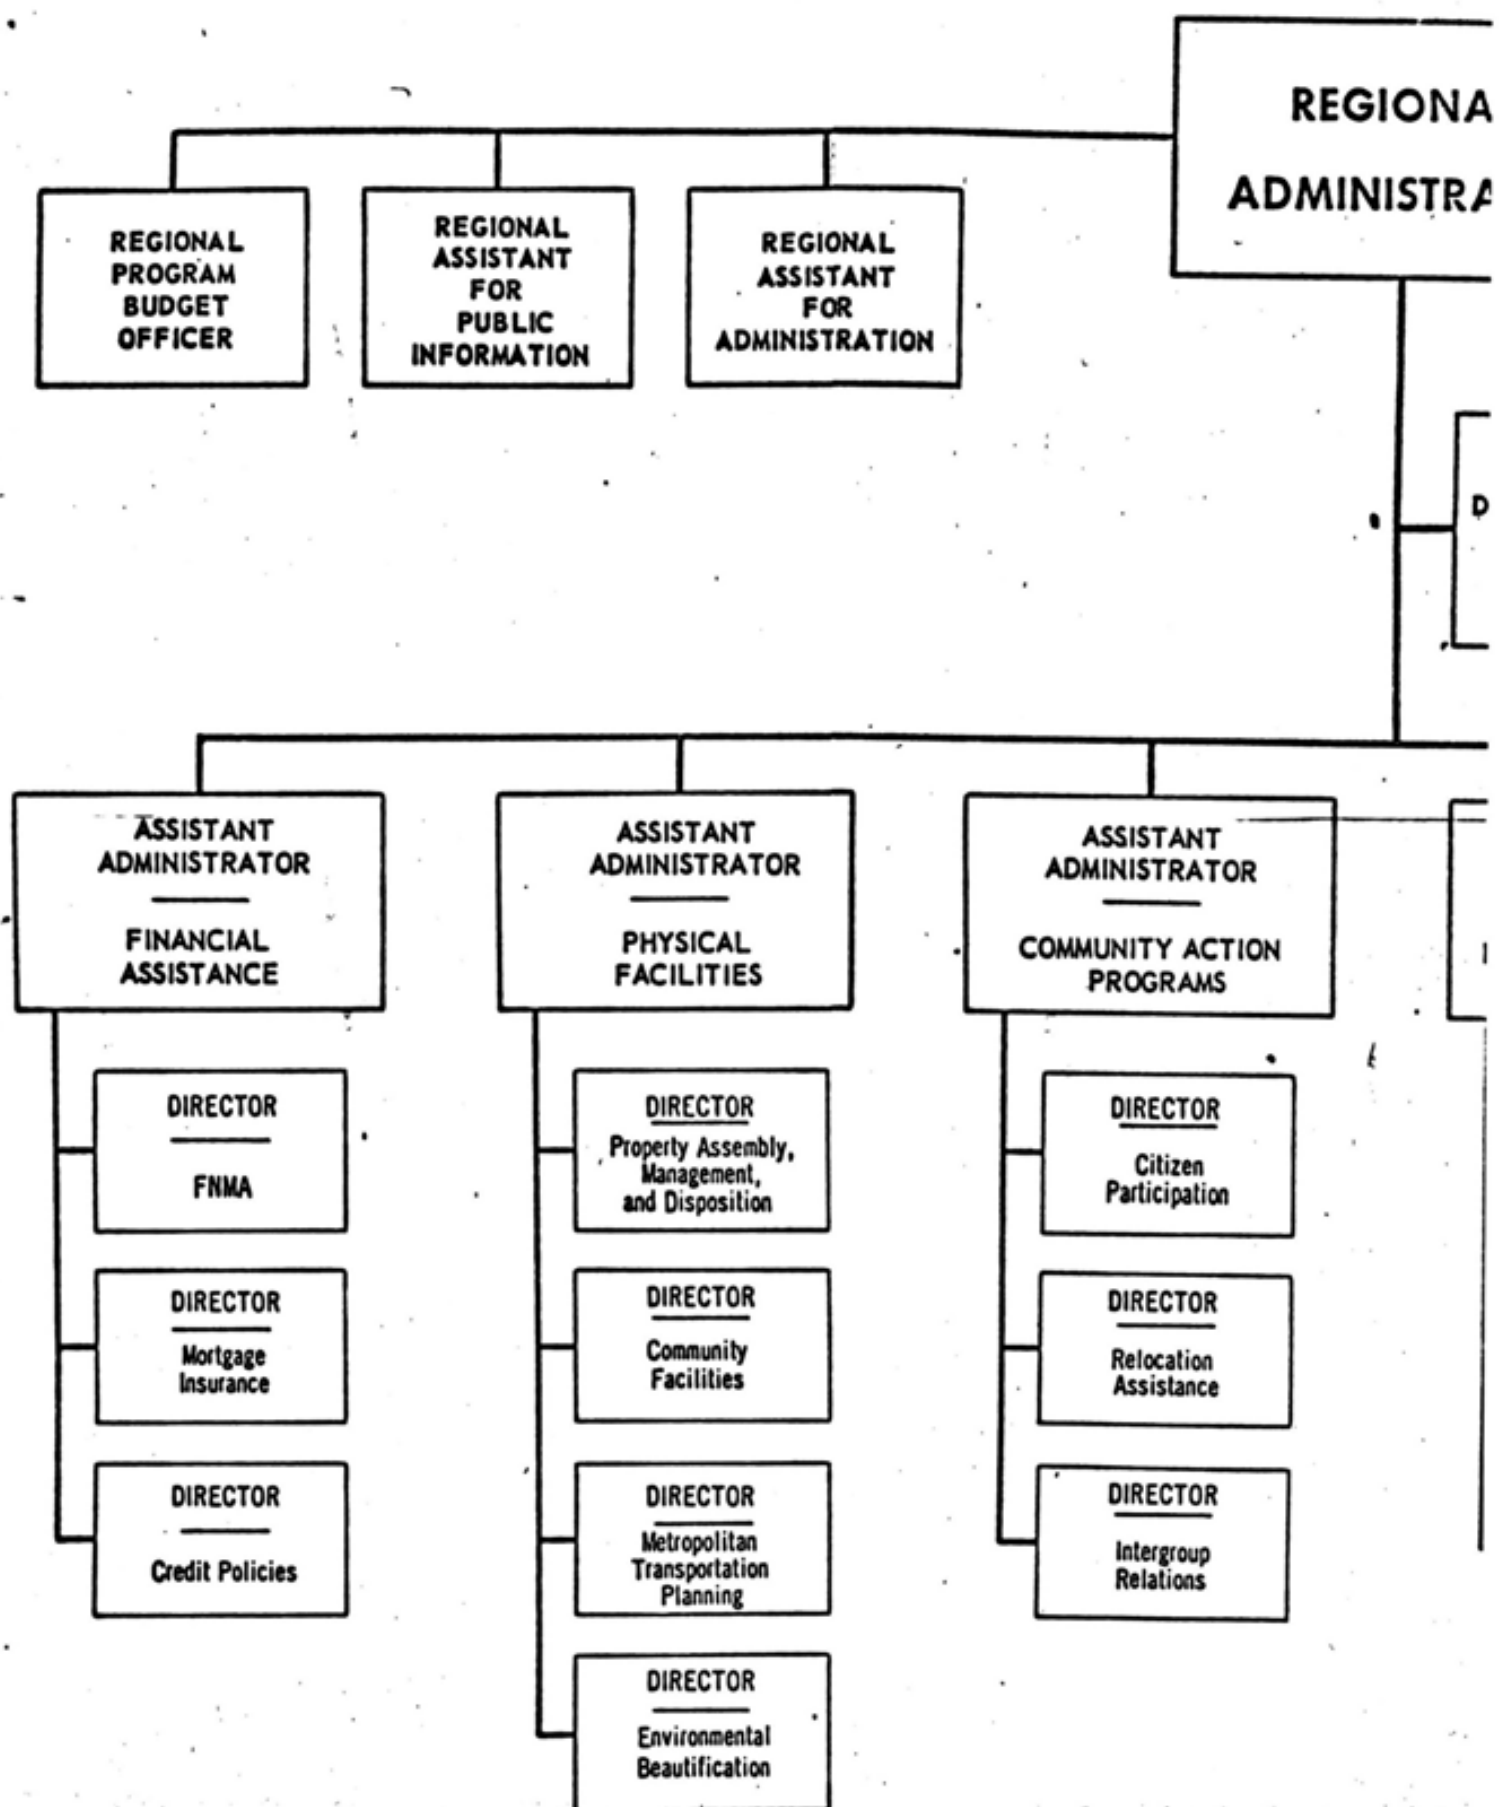 REGIONA
ADMINISTRA
REGIONAL
PROGRAM
BUDGET
OFFICER
REGIONAL
ASSISTANT
FOR
PUBLIC
INFORMATION
REGIONAL
ASSISTANT
FOR
ADMINISTRATION
D
ASSISTANT
ADMINISTRATOR
FINANCIAL
ASSISTANCE
ASSISTANT
ADMINISTRATOR
PHYSICAL
FACILITIES
ASSISTANT
ADMINISTRATOR
COMMUNITY ACTION
PROGRAMS
DIRECTOR
FNMA
DIRECTOR
Mortgage
Insurance
DIRECTOR
Credit Policies
DIRECTOR
Property Assembly,
Management,
and Disposition
DIRECTOR
Community
Facilities
DIRECTOR
Metropolitan
Transportation
Planning
DIRECTOR
Environmental
Beautification
DIRECTOR
Citizen
Participation
DIRECTOR
Relocation
Assistance
DIRECTOR
Intergroup
Relations